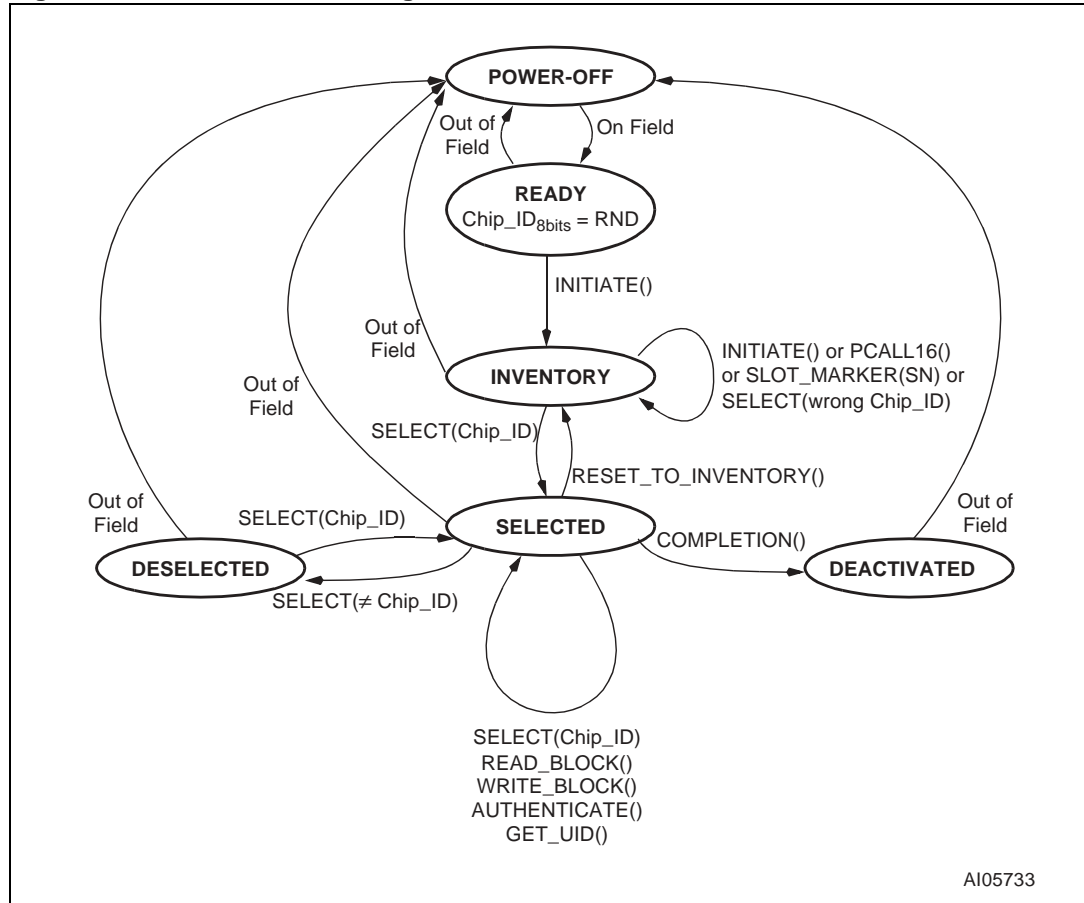 POWER-OFF
Out of
Field
On Field
READY
Chip_ID8bits = RND
INITIATE()
Out of
Field
INVENTORY
INITIATE() or PCALL16()
or SLOT_MARKER(SN) or
SELECT(wrong Chip_ID)
Out of
Field
SELECT(Chip_ID)
RESET_TO_INVENTORY()
Out of
Field
SELECT(Chip_ID)
SELECTED
COMPLETION()
Out of
Field
DESELECTED
DEACTIVATED
SELECT(≠ Chip_ID)
SELECT(Chip_ID)
READ_BLOCK()
WRITE_BLOCK()
AUTHENTICATE()
GET_UID()
AI05733